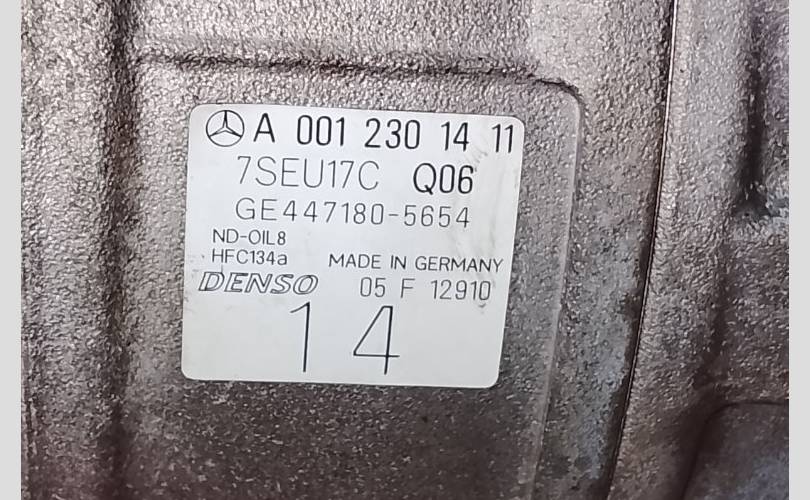 A 001 230 14 11
7SEU17C Q06
GE447180-5654
ND-OIL8
HFC134a MADE IN GERMANY
DENSO 05 F 12910
14